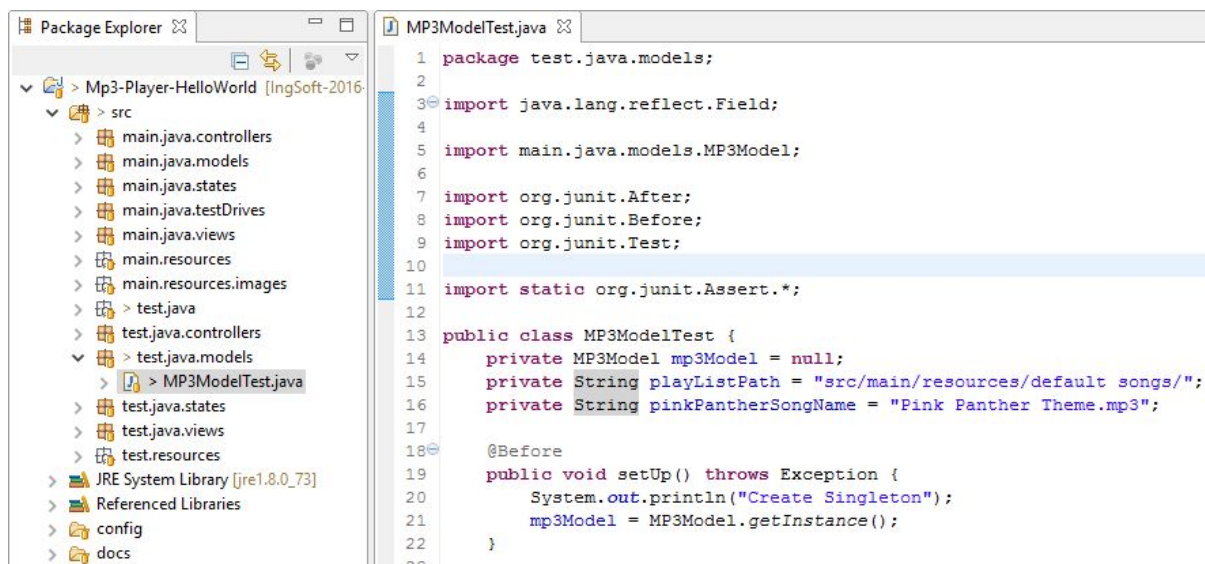 Package Explorer
> Mp3-Player-HelloWorld [IngSoft-2016-
> src
main.java.controllers
main.java.models
main.java.states
main.java.testDrives
main.java.views
main.resources
main.resources.images
> test.java
test.java.controllers
> test.java.models
> MP3ModelTest.java
test.java.states
test.java.views
test.resources
JRE System Library [jre1.8.0_73]
Referenced Libraries
config
docs
MP3ModelTest.java
1 package test.java.models;
2
3 import java.lang.reflect.Field;
4
5 import main.java.models.MP3Model;
6
7 import org.junit.After;
8 import org.junit.Before;
9 import org.junit.Test;
10
11 import static org.junit.Assert.*;
12
13 public class MP3ModelTest {
14 private MP3Model mp3Model = null;
15 private String playListPath = "src/main/resources/default songs/";
16 private String pinkPantherSongName = "Pink Panther Theme.mp3";
17
18 @Before
19 public void setUp() throws Exception {
20 System.out.println("Create Singleton");
21 mp3Model = MP3Model.getInstance();
22 }